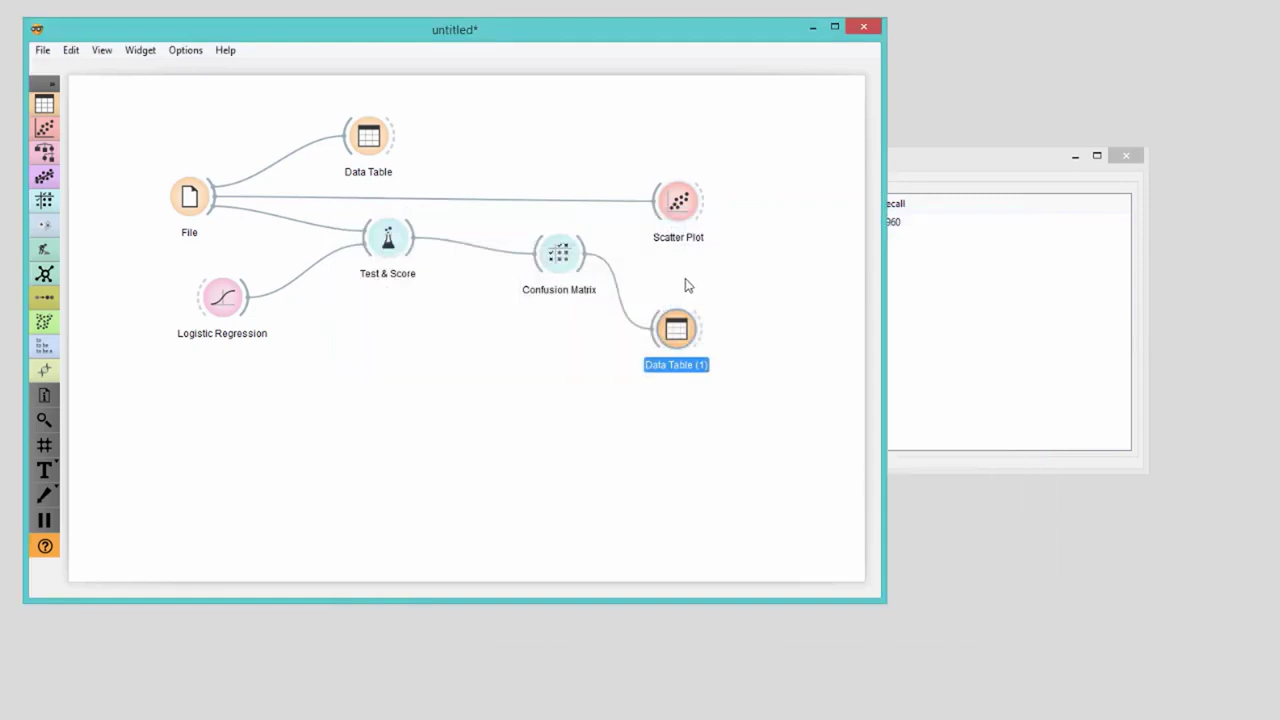 untitled*
File Edit View Widget Options Help
Data Table
File
Scatter Plot
Test & Score
Confusion Matrix
Logistic Regression
Data Table (1)
ecall
960